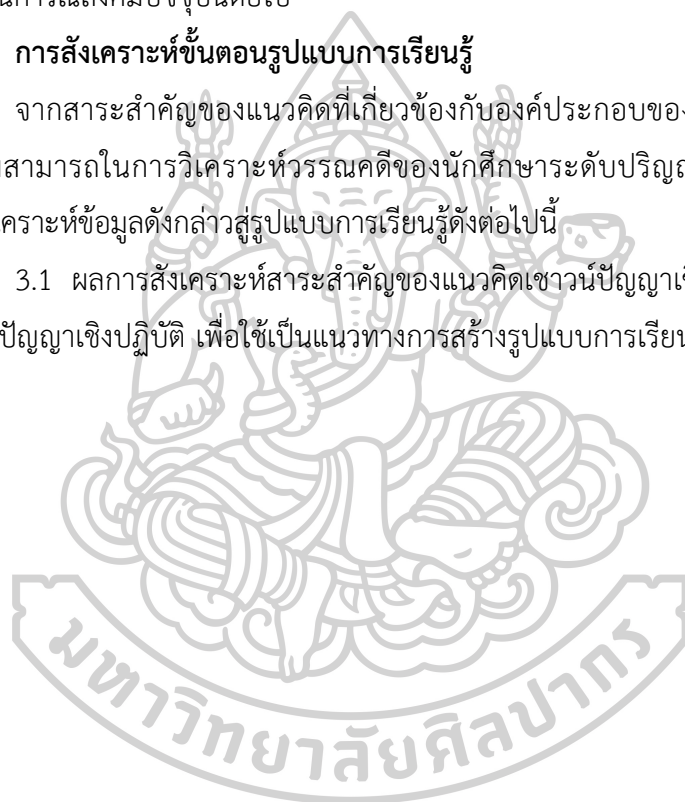 การสังเคราะห์ขั้นตอนรูปแบบการเรียนรู้
จากสาระสำคัญของแนวคิดที่เกี่ยวข้องกับองค์ประกอบของ
สามารถในการวิเคราะห์วรรณคดีของนักศึกษาระดับปริญ
เคราะห์ข้อมูลดังกล่าวสู่รูปแบบการเรียนรู้ดังต่อไปนี้
3.1 ผลการสังเคราะห์สาระสำคัญของแนวคิดเชาวน์ปัญญาเ
ปัญญาเชิงปฏิบัติ เพื่อใช้เป็นแนวทางการสร้างรูปแบบการเรียน
มหาวิทยาลัยศิลปากร